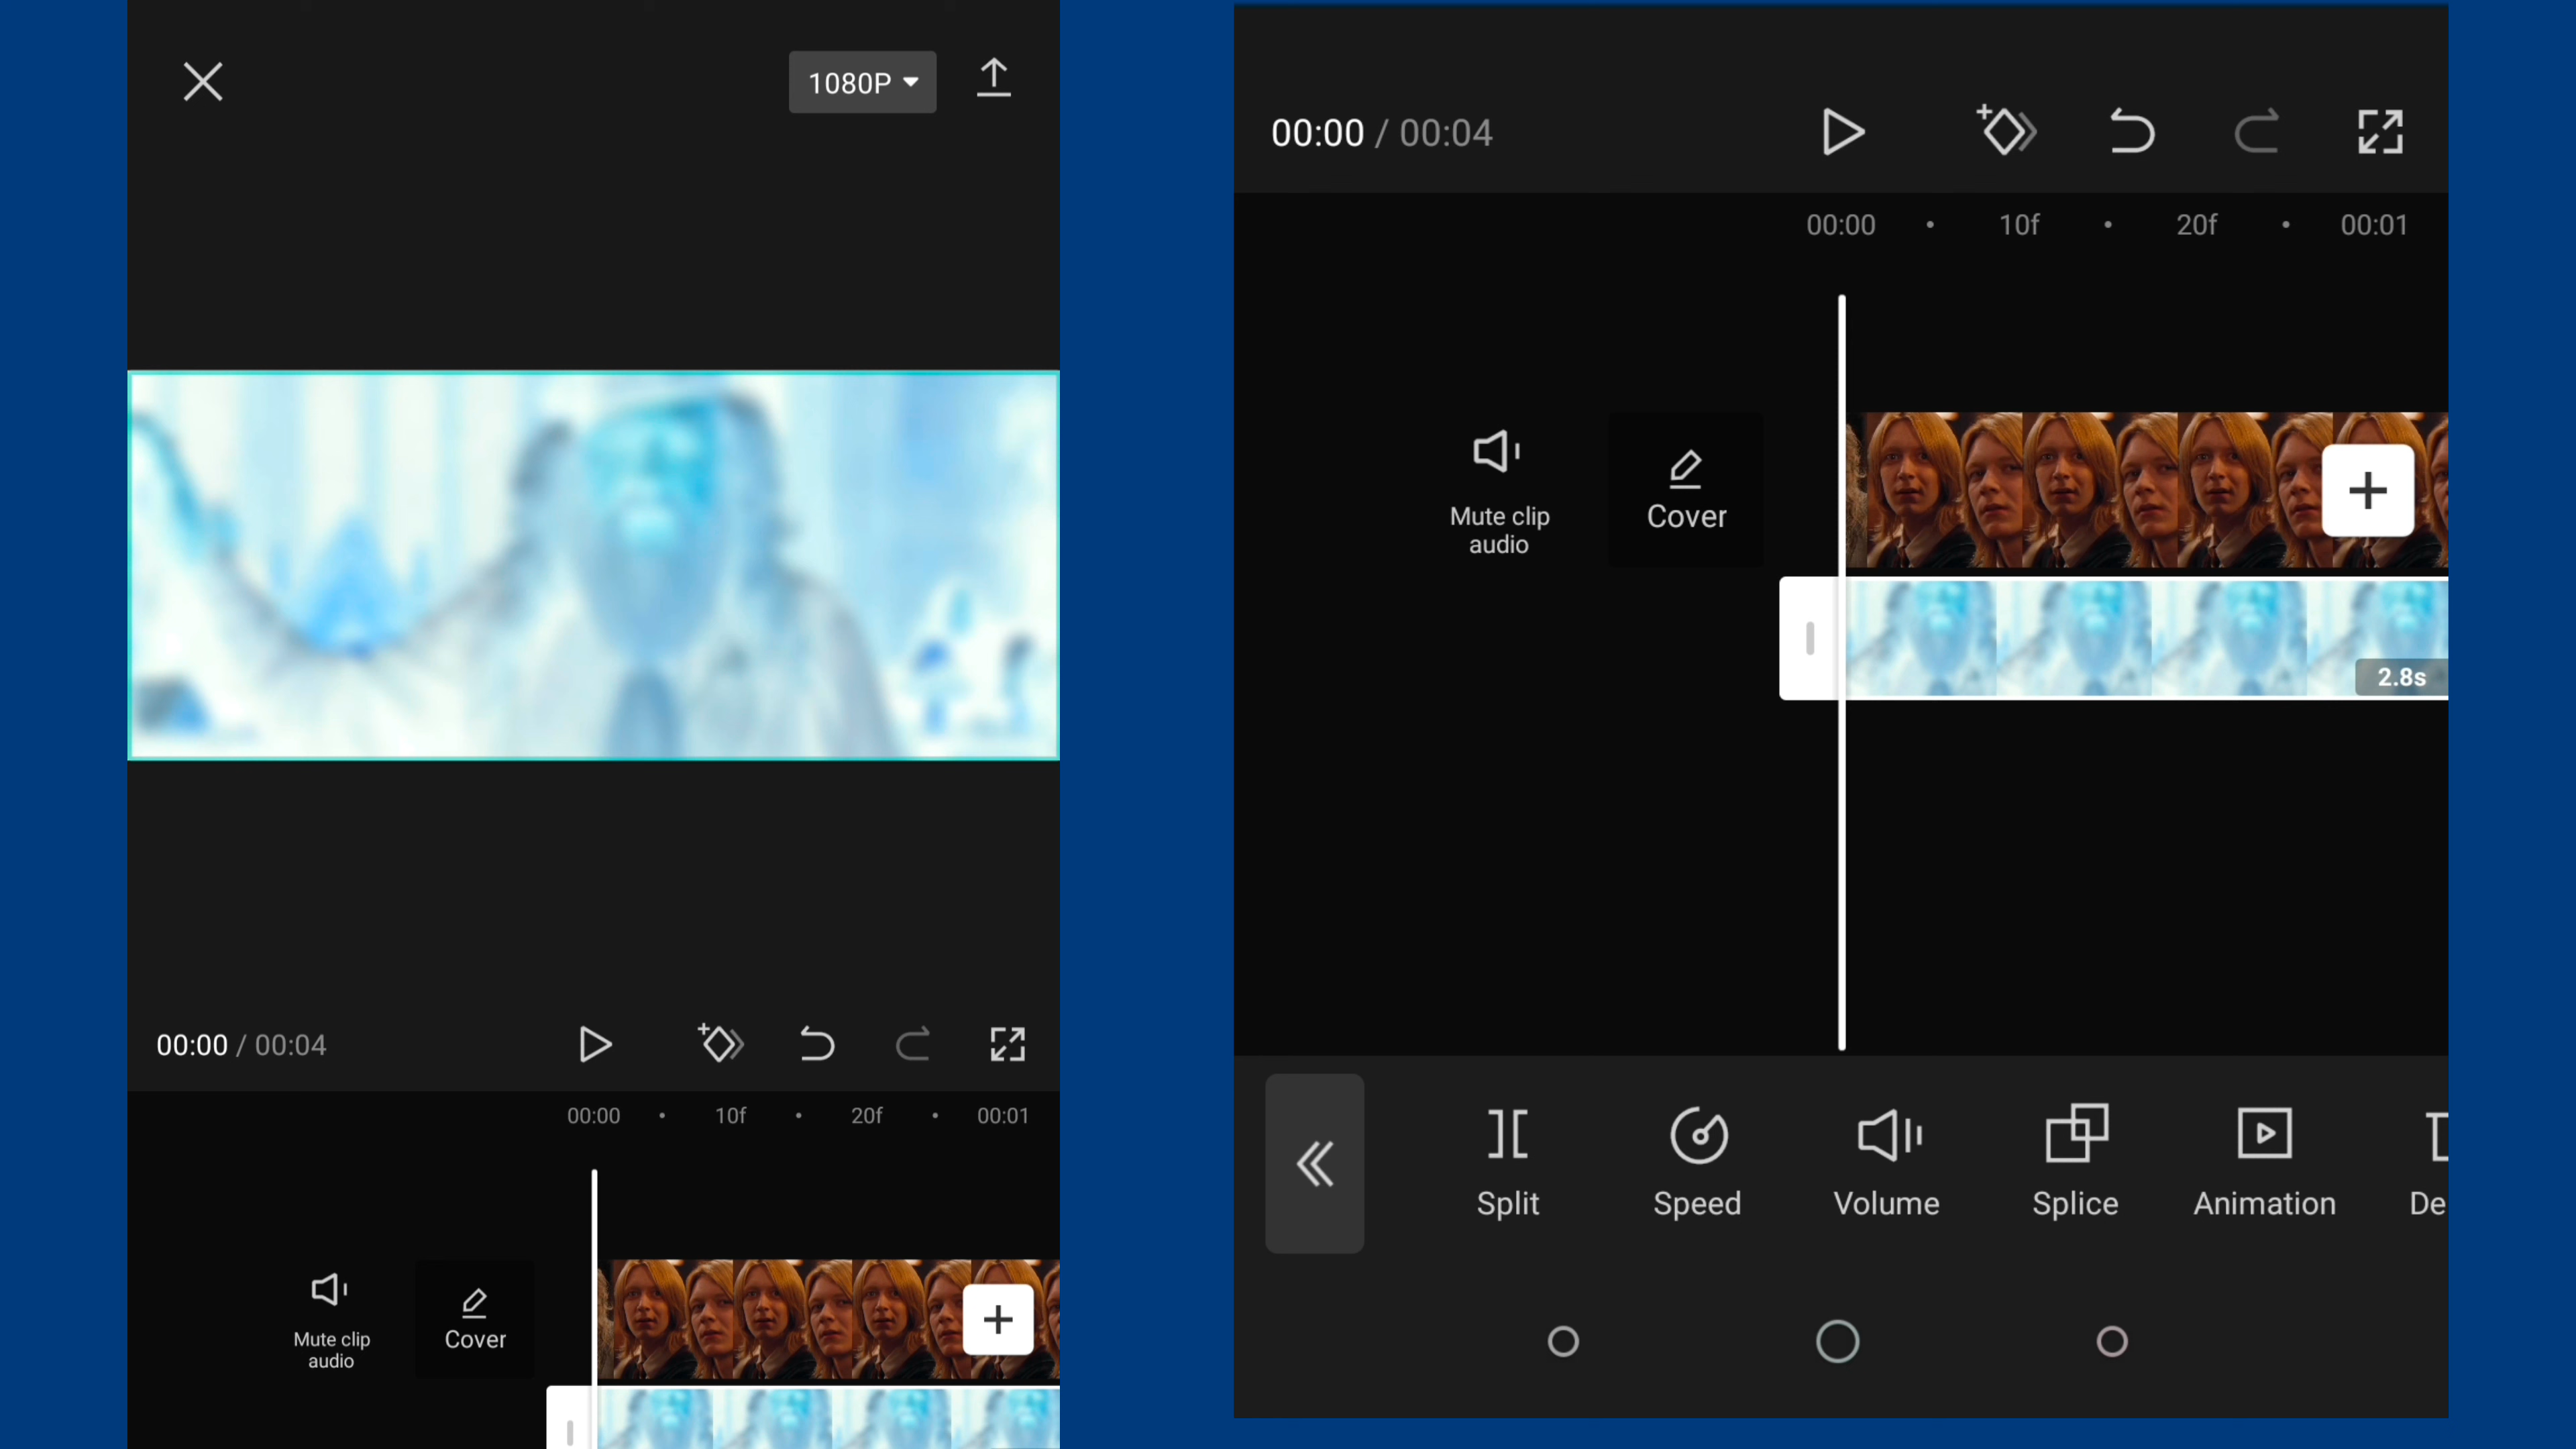 1080P
00:00 / 00:04
00:00 10f 20f 00:01
Mute clip
audio
Cover
00:00 / 00:04
00:00 10f 20f 00:01
Mute clip
audio
Cover
2.8s
Split Speed Volume Splice Animation De